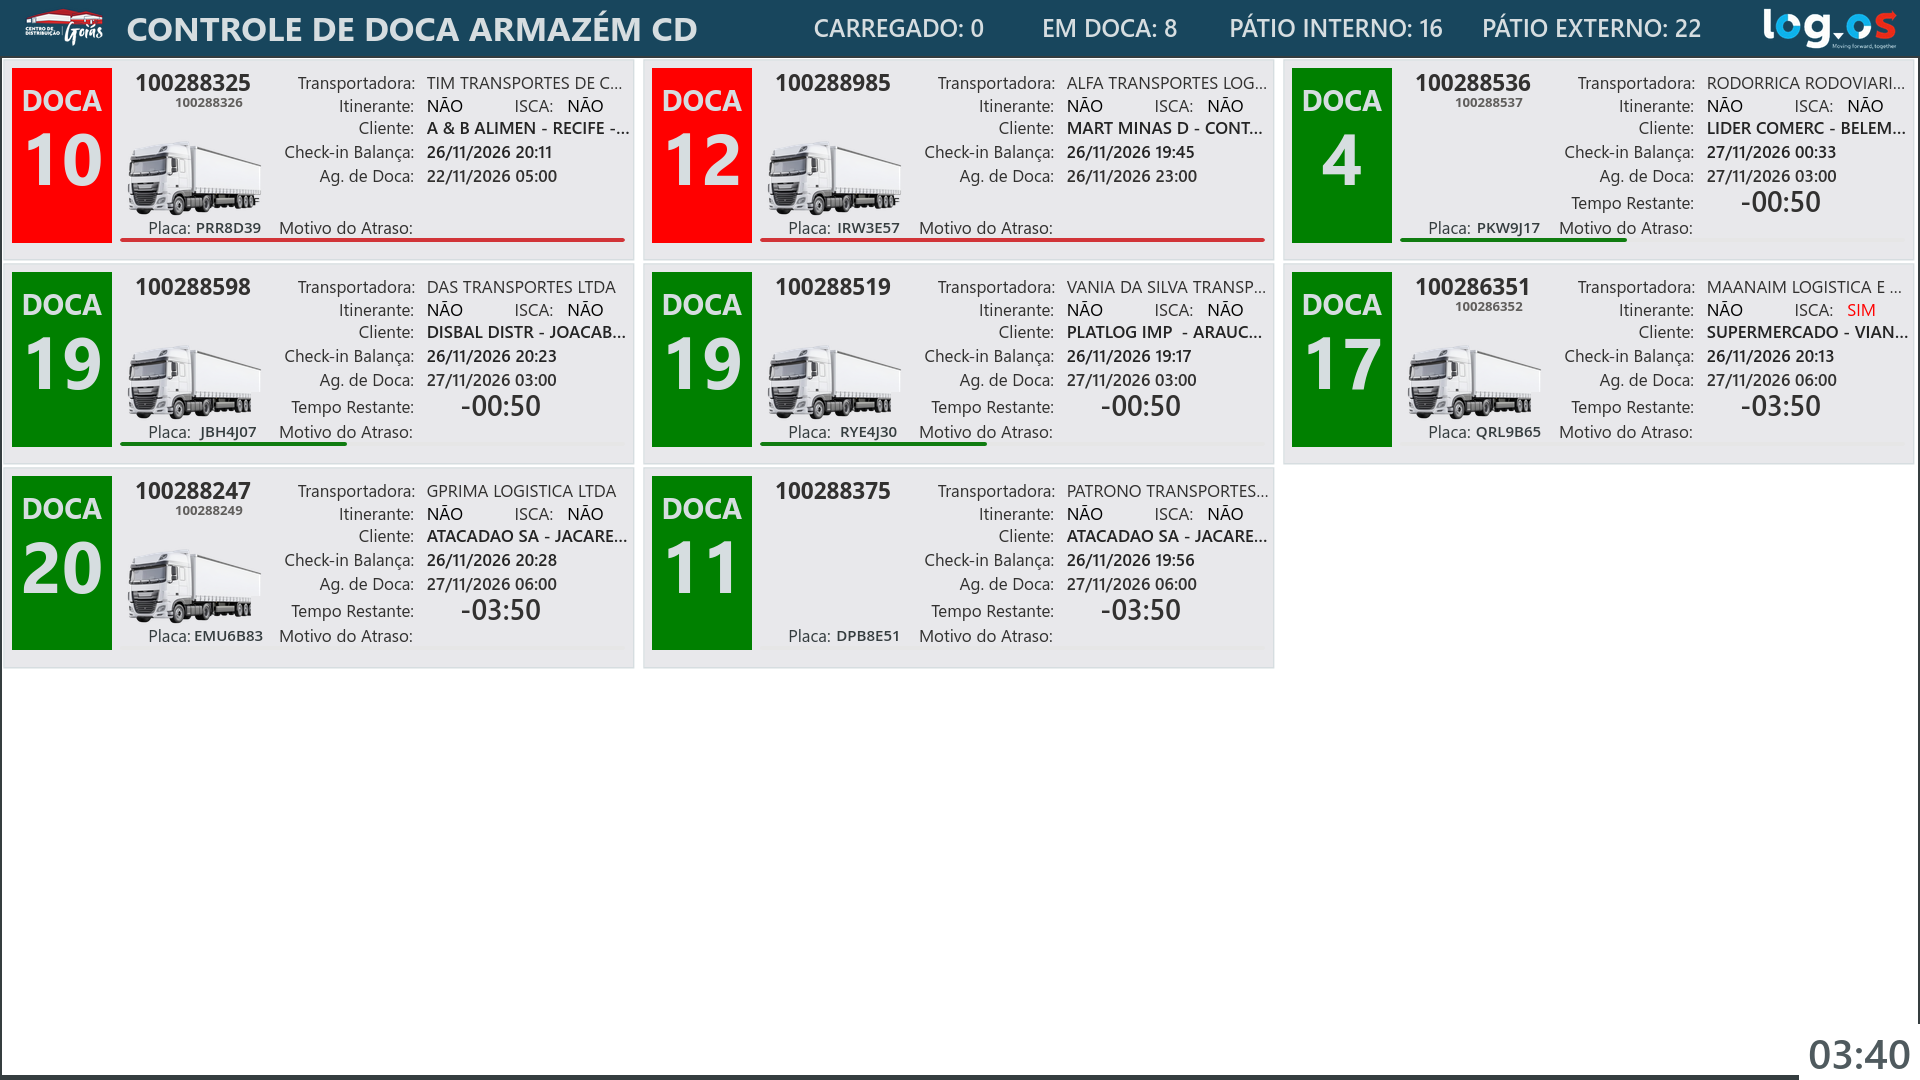 CENTRO DE
DISTRIBUIÇÃO
Goiás
CONTROLE DE DOCA ARMAZÉM CD
CARREGADO: 0
EM DOCA: 8
PÁTIO INTERNO: 16
PÁTIO EXTERNO: 22
log.os
Moving forward, together
DOCA
10
100288325
100288326
Transportadora: TIM TRANSPORTES DE C...
Itinerante: NÃO ISCA: NÃO
Cliente: A & B ALIMEN - RECIFE -...
Check-in Balança: 26/11/2026 20:11
Ag. de Doca: 22/11/2026 05:00
Placa: PRR8D39 Motivo do Atraso:
DOCA
12
100288985
Transportadora: ALFA TRANSPORTES LOG...
Itinerante: NÃO ISCA: NÃO
Cliente: MART MINAS D - CONT...
Check-in Balança: 26/11/2026 19:45
Ag. de Doca: 26/11/2026 23:00
Placa: IRW3E57 Motivo do Atraso:
DOCA
4
100288536
100288537
Transportadora: RODORRICA RODOVIARI...
Itinerante: NÃO ISCA: NÃO
Cliente: LIDER COMERC - BELEM...
Check-in Balança: 27/11/2026 00:33
Ag. de Doca: 27/11/2026 03:00
Tempo Restante: -00:50
Placa: PKW9J17 Motivo do Atraso:
DOCA
19
100288598
Transportadora: DAS TRANSPORTES LTDA
Itinerante: NÃO ISCA: NÃO
Cliente: DISBAL DISTR - JOACAB...
Check-in Balança: 26/11/2026 20:23
Ag. de Doca: 27/11/2026 03:00
Tempo Restante: -00:50
Placa: JBH4J07 Motivo do Atraso:
DOCA
19
100288519
Transportadora: VANIA DA SILVA TRANSP...
Itinerante: NÃO ISCA: NÃO
Cliente: PLATLOG IMP - ARAUC...
Check-in Balança: 26/11/2026 19:17
Ag. de Doca: 27/11/2026 03:00
Tempo Restante: -00:50
Placa: RYE4J30 Motivo do Atraso:
DOCA
17
100286351
100286352
Transportadora: MAANAIM LOGISTICA E ...
Itinerante: NÃO ISCA: SIM
Cliente: SUPERMERCADO - VIAN...
Check-in Balança: 26/11/2026 20:13
Ag. de Doca: 27/11/2026 06:00
Tempo Restante: -03:50
Placa: QRL9B65 Motivo do Atraso:
DOCA
20
100288247
100288249
Transportadora: GPRIMA LOGISTICA LTDA
Itinerante: NÃO ISCA: NÃO
Cliente: ATACADAO SA - JACARE...
Check-in Balança: 26/11/2026 20:28
Ag. de Doca: 27/11/2026 06:00
Tempo Restante: -03:50
Placa: EMU6B83 Motivo do Atraso:
DOCA
11
100288375
Transportadora: PATRONO TRANSPORTES...
Itinerante: NÃO ISCA: NÃO
Cliente: ATACADAO SA - JACARE...
Check-in Balança: 26/11/2026 19:56
Ag. de Doca: 27/11/2026 06:00
Tempo Restante: -03:50
Placa: DPB8E51 Motivo do Atraso:
03:40